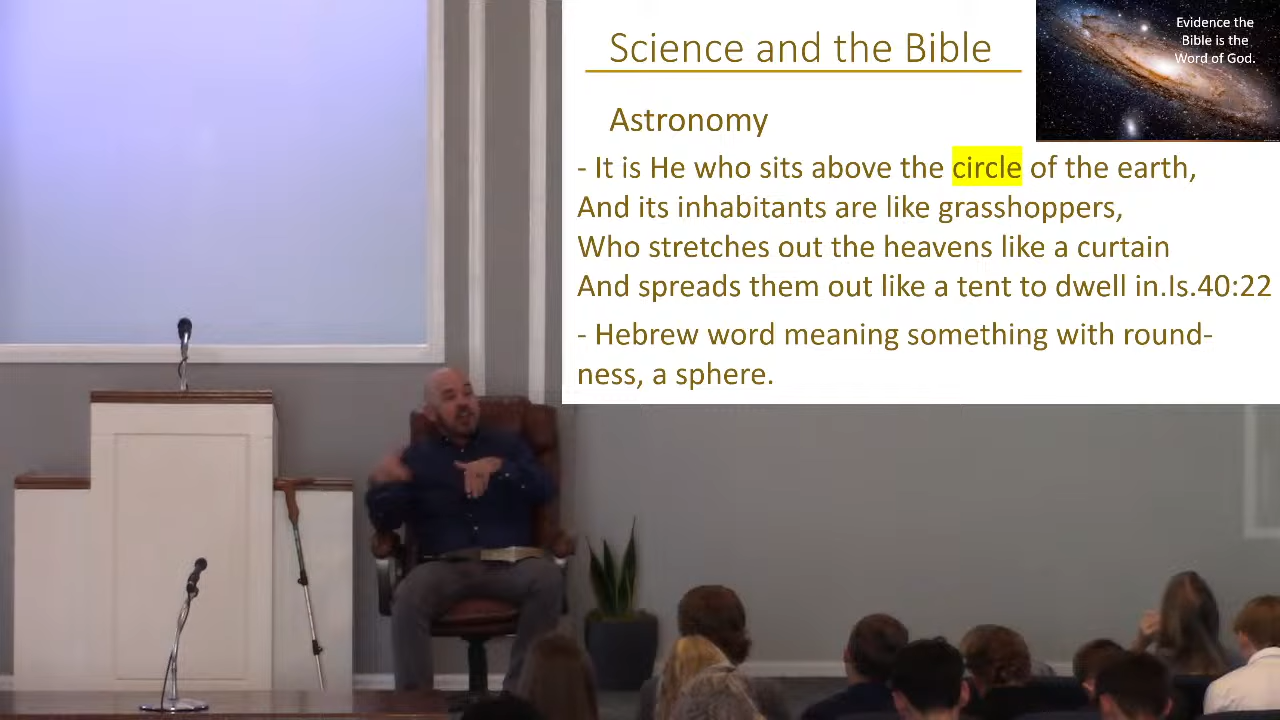 Science and the Bible
Evidence the
Bible is the
Word of God.
Astronomy
- It is He who sits above the circle of the earth,
And its inhabitants are like grasshoppers,
Who stretches out the heavens like a curtain
And spreads them out like a tent to dwell in.Is.40:22
- Hebrew word meaning something with round-
ness, a sphere.